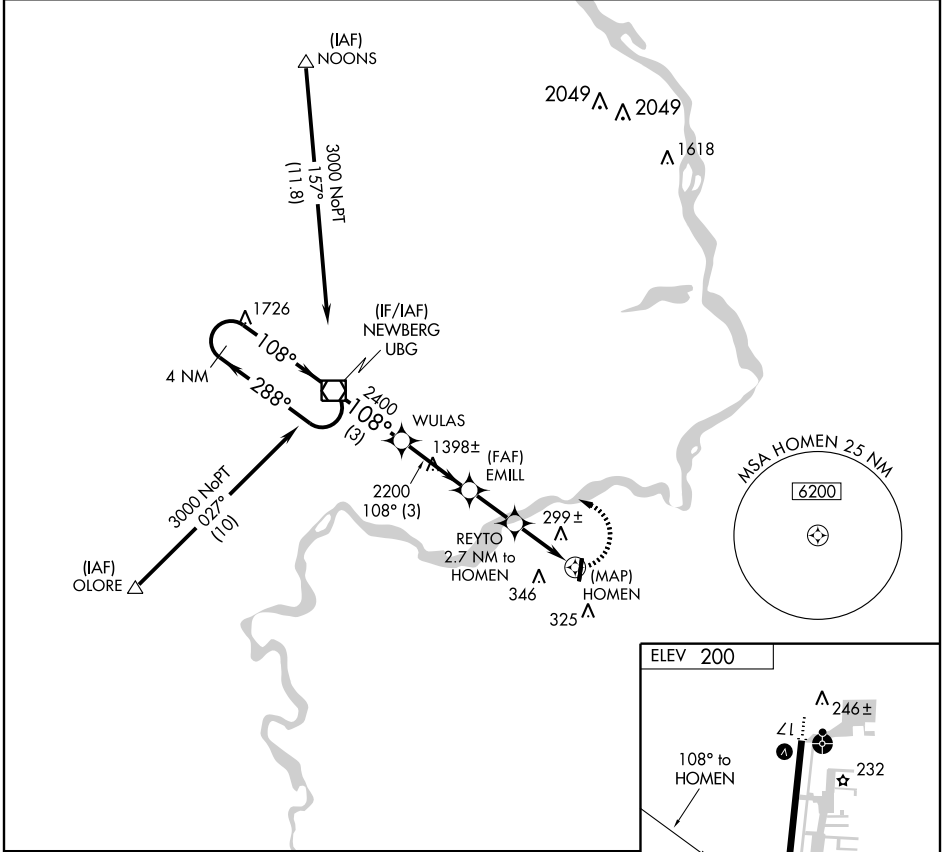 (IAF)
NOONS
2049
2049
1618
3000 NoPT
157°
(11.8)
1726
(IF/IAF)
NEWBERG
UBG
108°
4 NM
288°
2400
108°
(3)
WULAS
1398±
(FAF)
EMILL
2200
108° (3)
MSA HOMEN 25 NM
6200
3000 NoPT
027°
(10)
299±
REYTO
2.7 NM to
HOMEN
(IAF)
OLORE
346
(MAP)
HOMEN
325
ELEV 200
246±
17
V
108° to
HOMEN
232